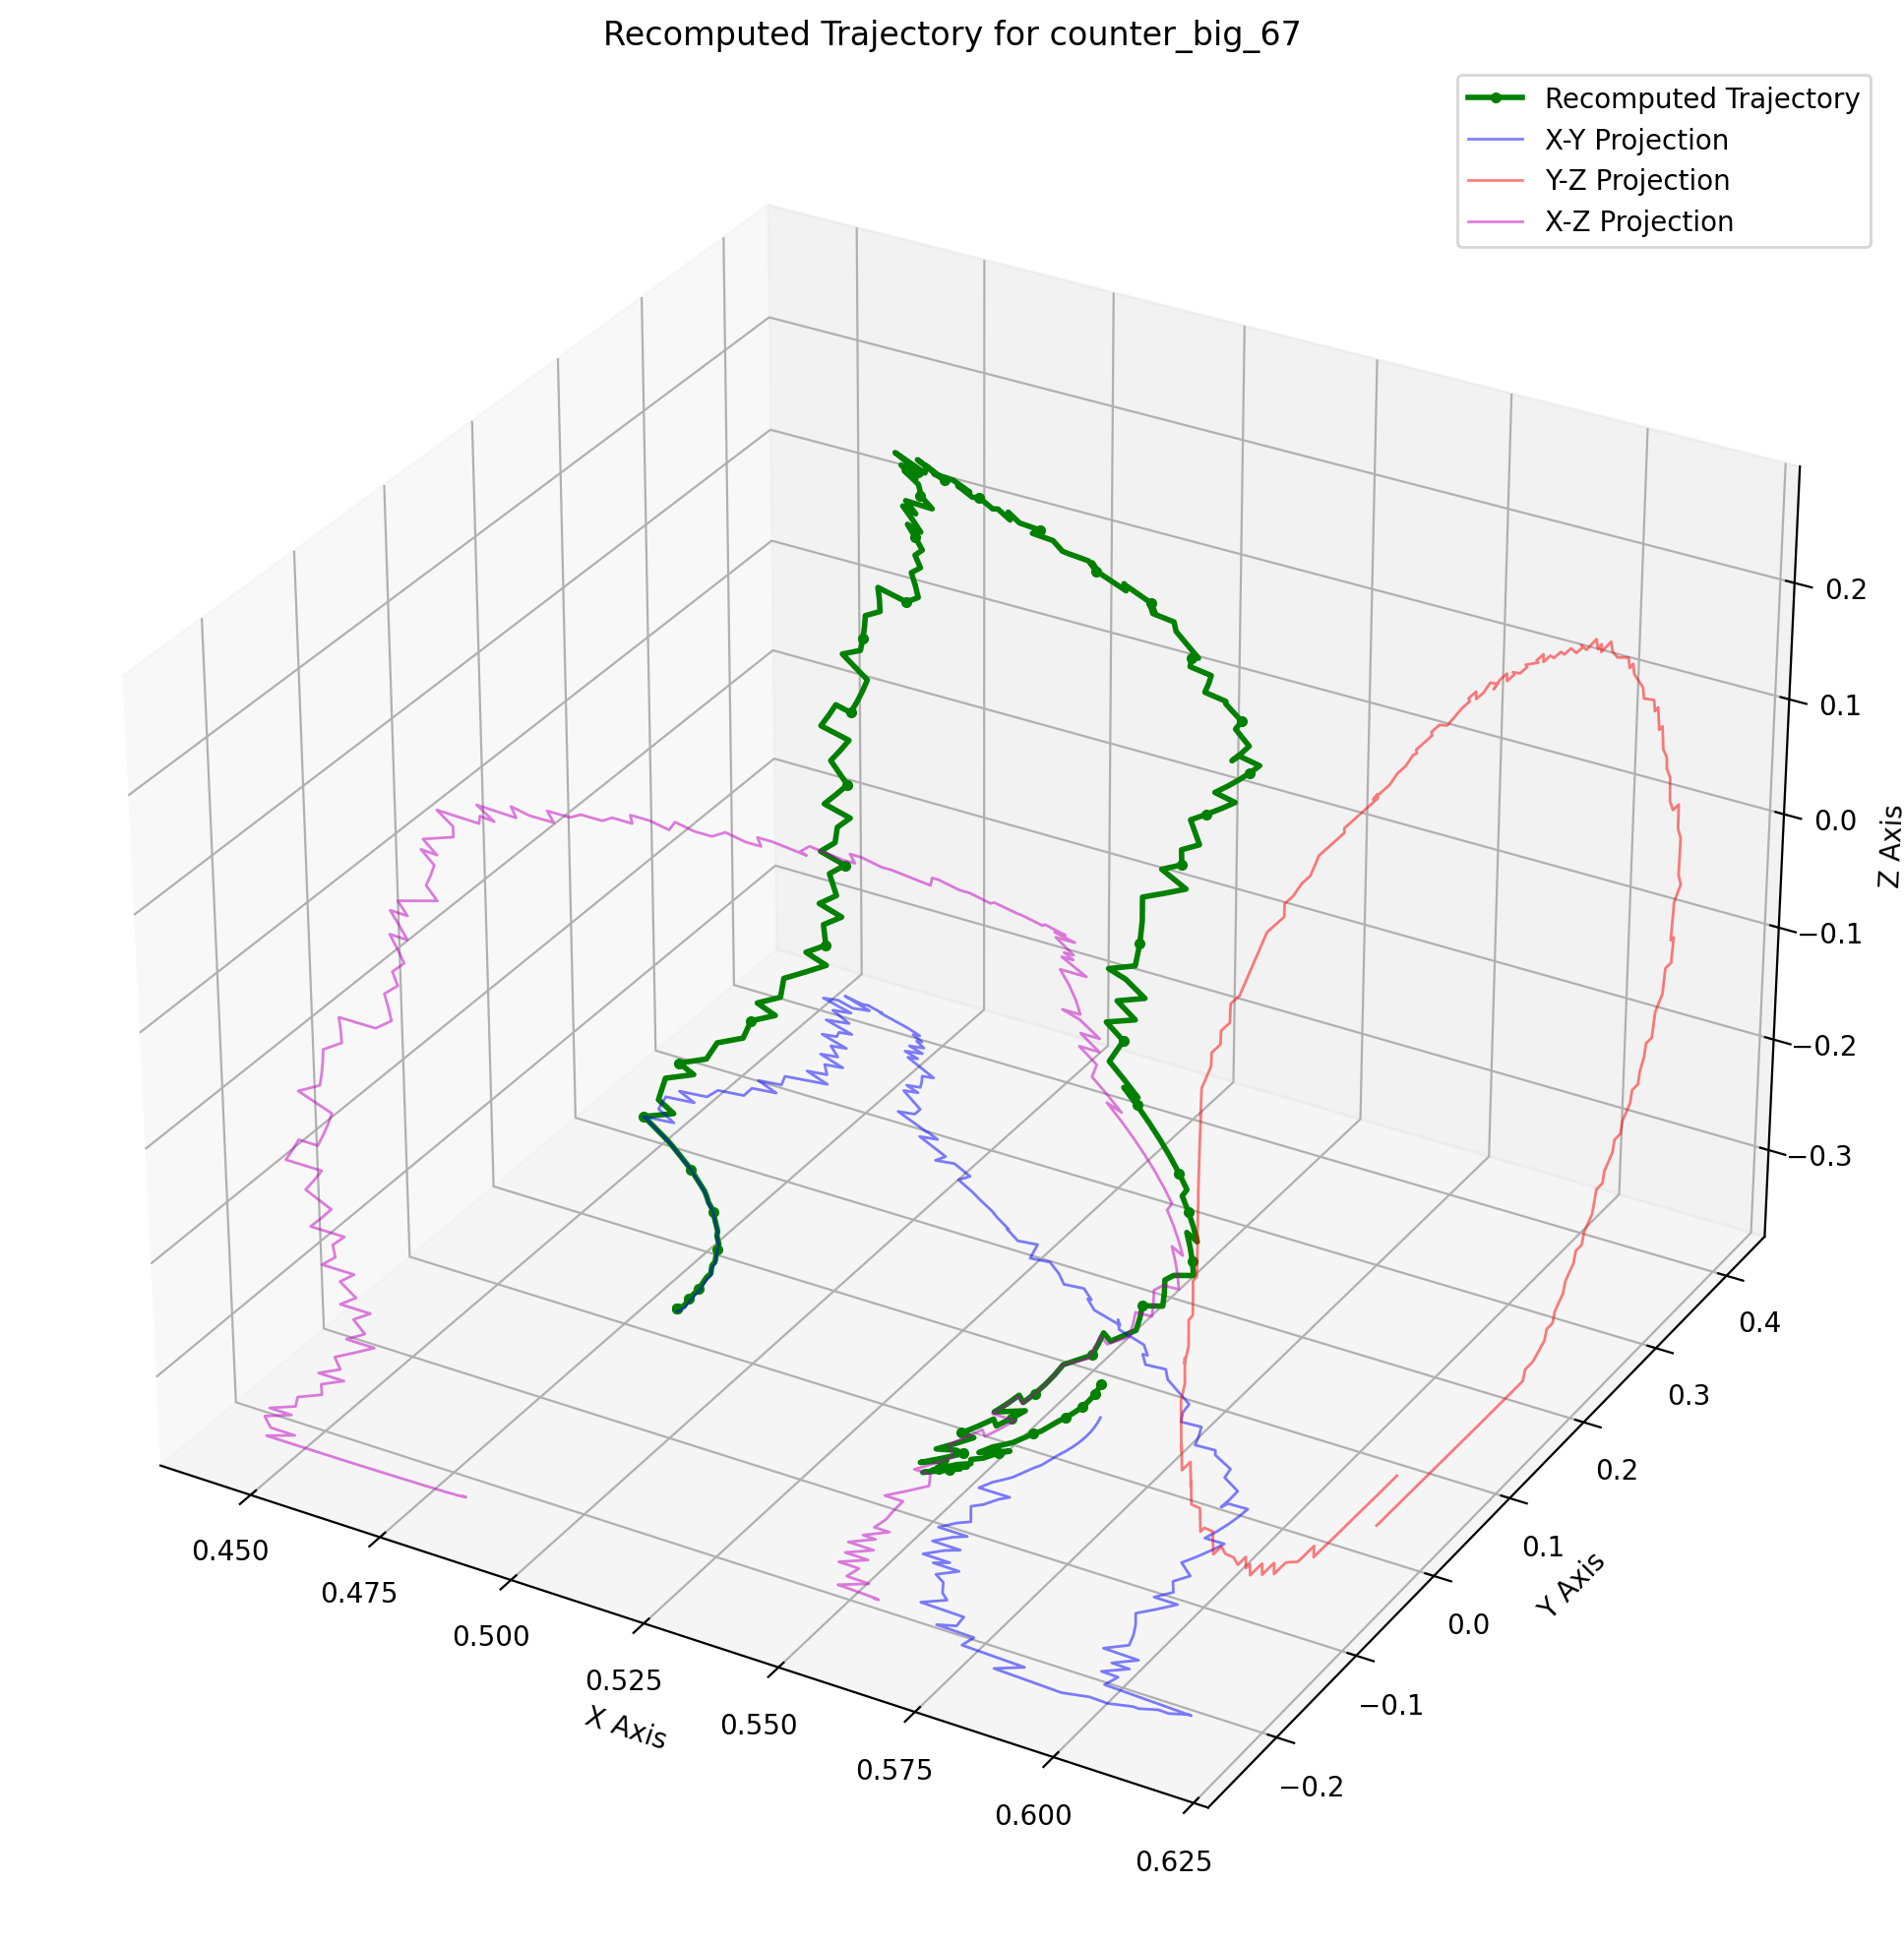 Recomputed Trajectory for counter_big_67
Recomputed Trajectory
X-Y Projection
Y-Z Projection
X-Z Projection
0.2
0.1
0.0
−0.1
−0.2
−0.3
Z Axis
0.4
0.3
0.2
0.1
0.0
−0.1
−0.2
Y Axis
0.450
0.475
0.500
0.525
0.550
0.575
0.600
0.625
X Axis